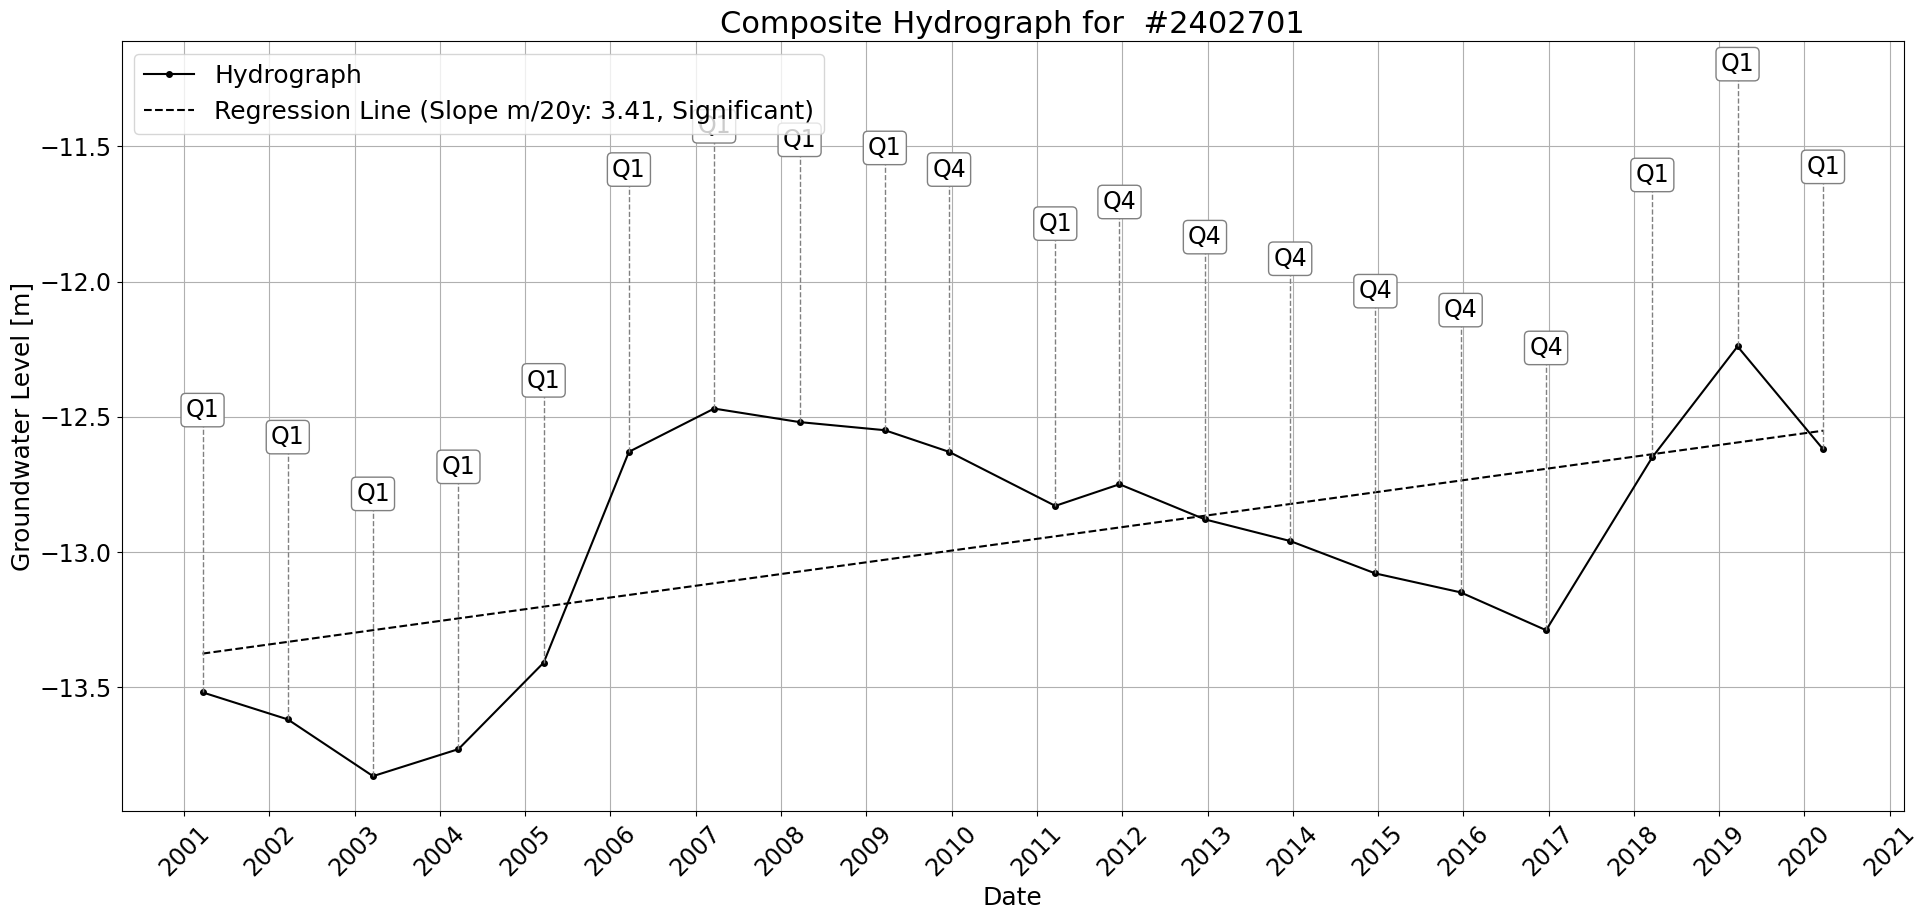 Composite Hydrograph for  #2402701
Hydrograph
Regression Line (Slope m/20y: 3.41, Significant)
Q1
Q1
Q1
Q1
Q1
Q1
Q1
Q1
Q1
Q4
Q1
Q4
Q4
Q4
Q4
Q4
Q4
Q1
Q1
Q1
Groundwater Level [m]
−11.5
−12.0
−12.5
−13.0
−13.5
2001
2002
2003
2004
2005
2006
2007
2008
2009
2010
2011
2012
2013
2014
2015
2016
2017
2018
2019
2020
2021
Date